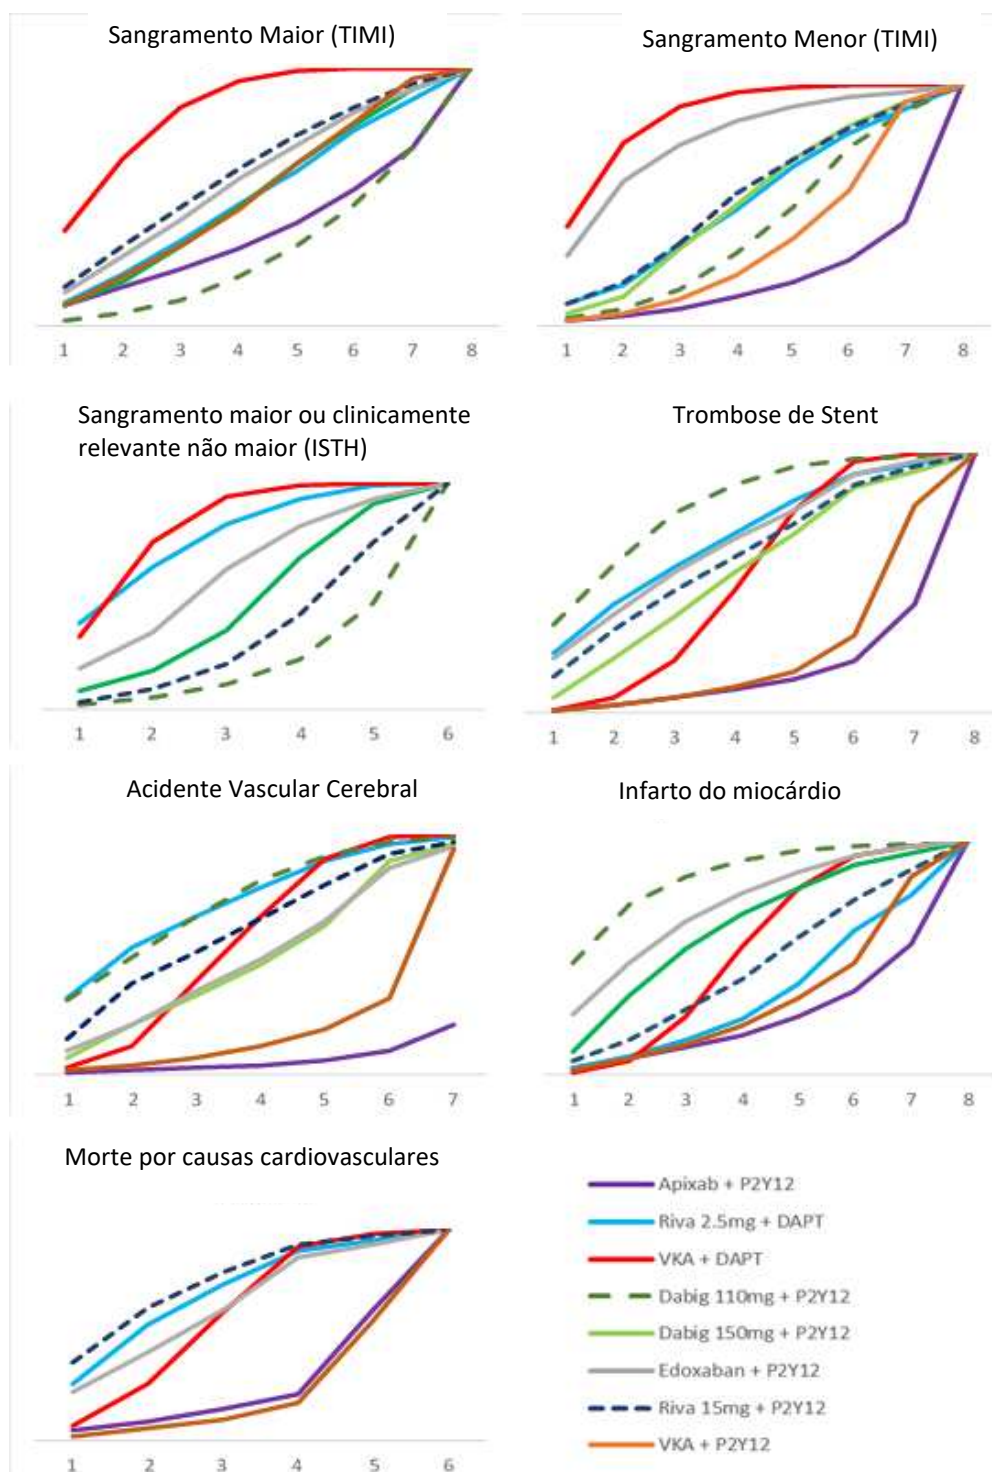 Sangramento Maior (TIMI)
1 2 3 4 5 6 7 8
Sangramento Menor (TIMI)
1 2 3 4 5 6 7 8
Sangramento maior ou clinicamente
relevante não maior (ISTH)
1 2 3 4 5 6
Trombose de Stent
1 2 3 4 5 6 7 8
Acidente Vascular Cerebral
1 2 3 4 5 6 7
Infarto do miocárdio
1 2 3 4 5 6 7 8
Morte por causas cardiovasculares
1 2 3 4 5 6
Apixab + P2Y12
Riva 2.5mg + DAPT
VKA + DAPT
Dabig 110mg + P2Y12
Dabig 150mg + P2Y12
Edoxaban + P2Y12
Riva 15mg + P2Y12
VKA + P2Y12